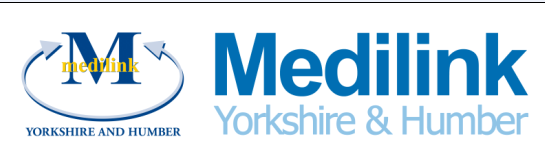 M
medilink
YORKSHIRE AND HUMBER
Medilink
Yorkshire & Humber